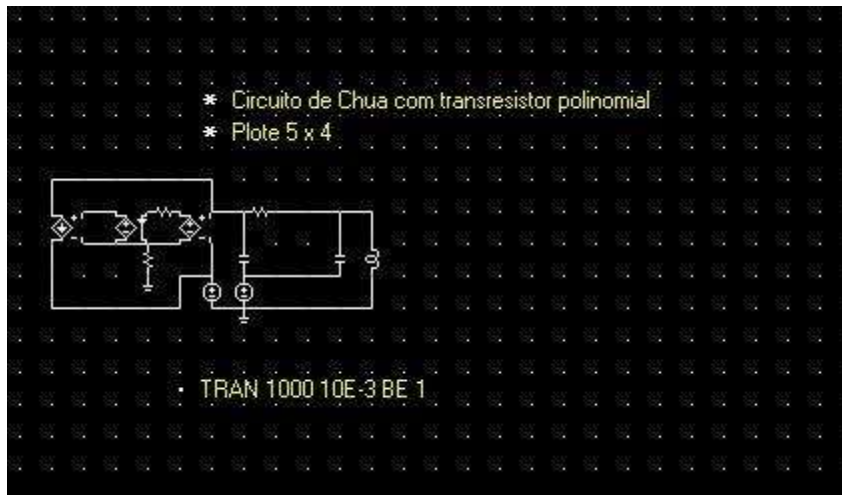 * Circuito de Chua com transresistor polinomial
* Plote 5 x 4
. TRAN 1000 10E-3 BE 1